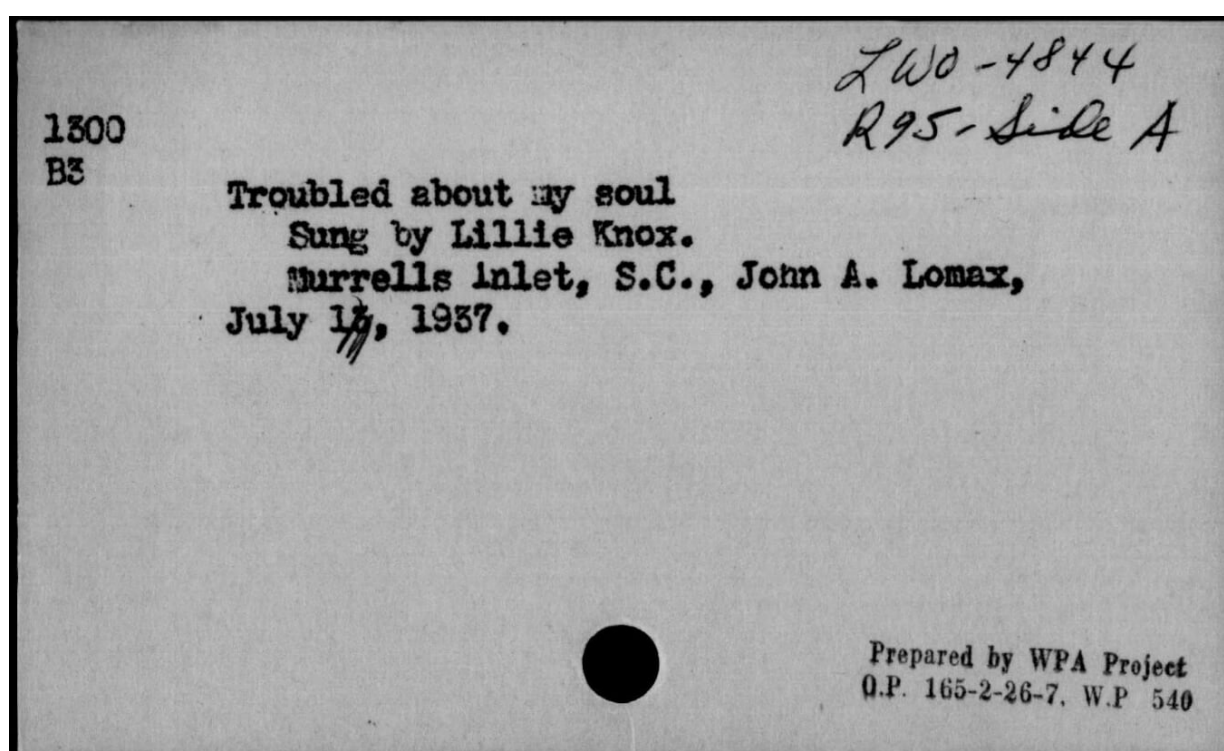 LWO-4844
R95-Side A
1300
B3
Troubled about my soul
Sung by Lillie Knox.
Murrells Inlet, S.C., John A. Lomax,
July , 1937.
Prepared by WPA Project
O.P. 165-2-26-7, W.P 540